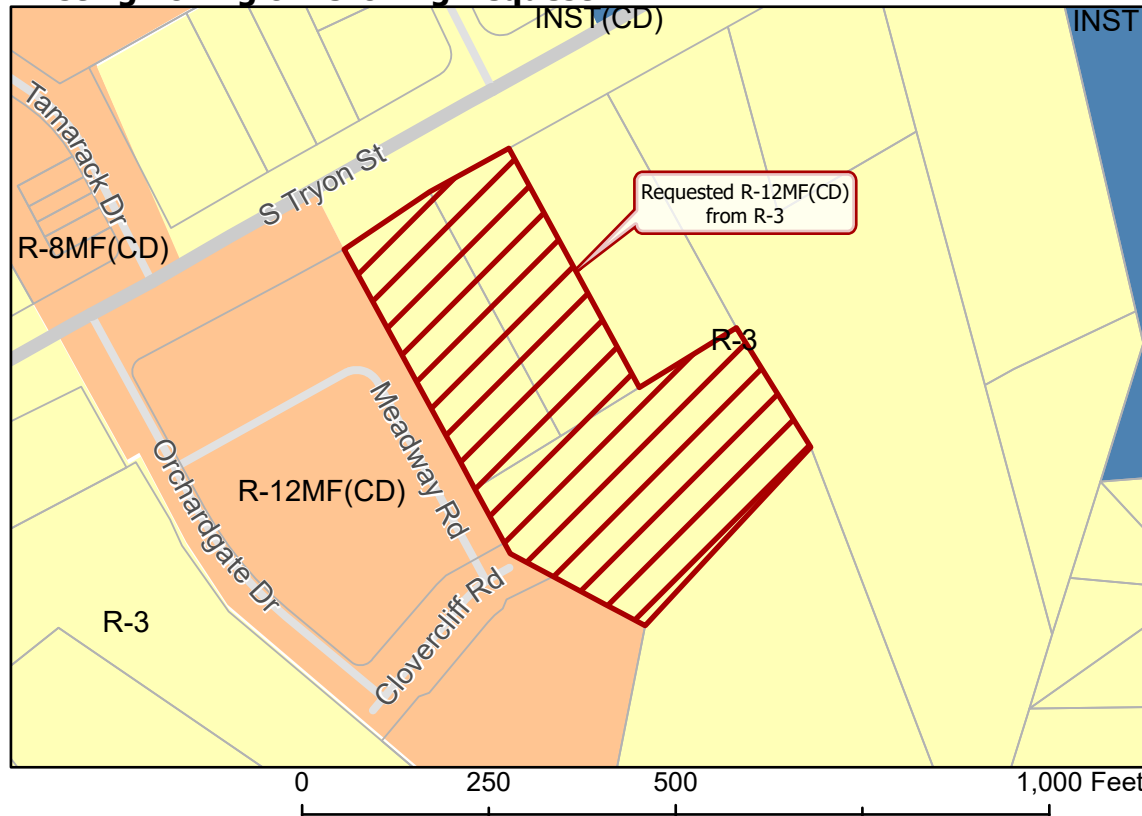 INST(CD)
INST
Tamarack Dr
S Tryon St
Requested R-12MF(CD)
from R-3
R-8MF(CD)
R-3
Meadway Rd
Orchardgate Dr
R-12MF(CD)
Clovercliff Rd
R-3
0 250 500 1,000 Feet